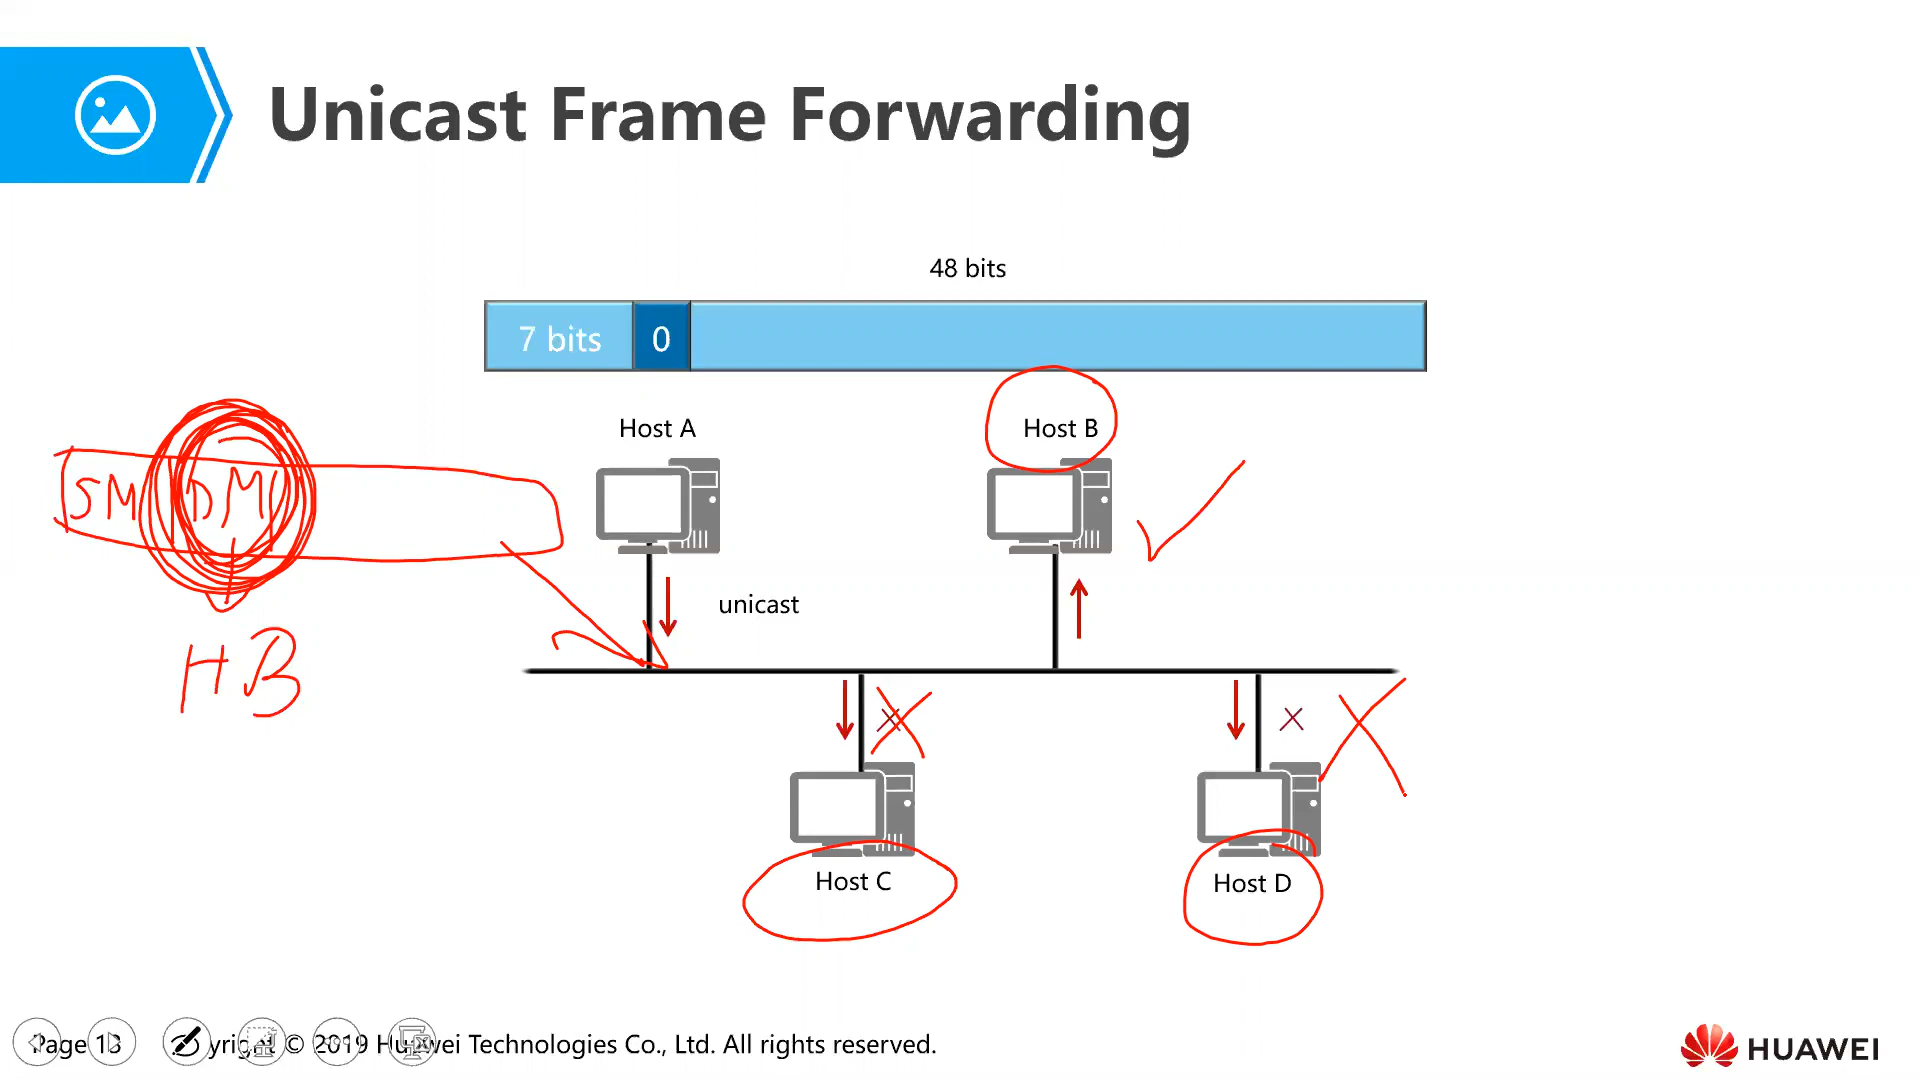 Unicast Frame Forwarding
48 bits
7 bits 0
Host A
Host B
SM DM
unicast
HB
Host C
Host D
Page 13 Copyright © 2019 Huawei Technologies Co., Ltd. All rights reserved.
HUAWEI